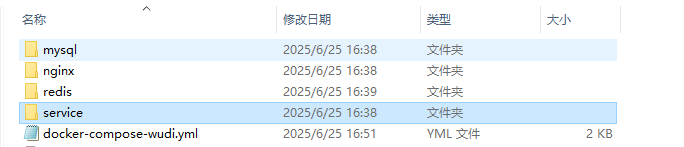 名称 修改日期 类型 大小
mysql 2025/6/25 16:38 文件夹
nginx 2025/6/25 16:38 文件夹
redis 2025/6/25 16:39 文件夹
service 2025/6/25 16:38 文件夹
docker-compose-wudi.yml 2025/6/25 16:51 YML 文件 2 KB